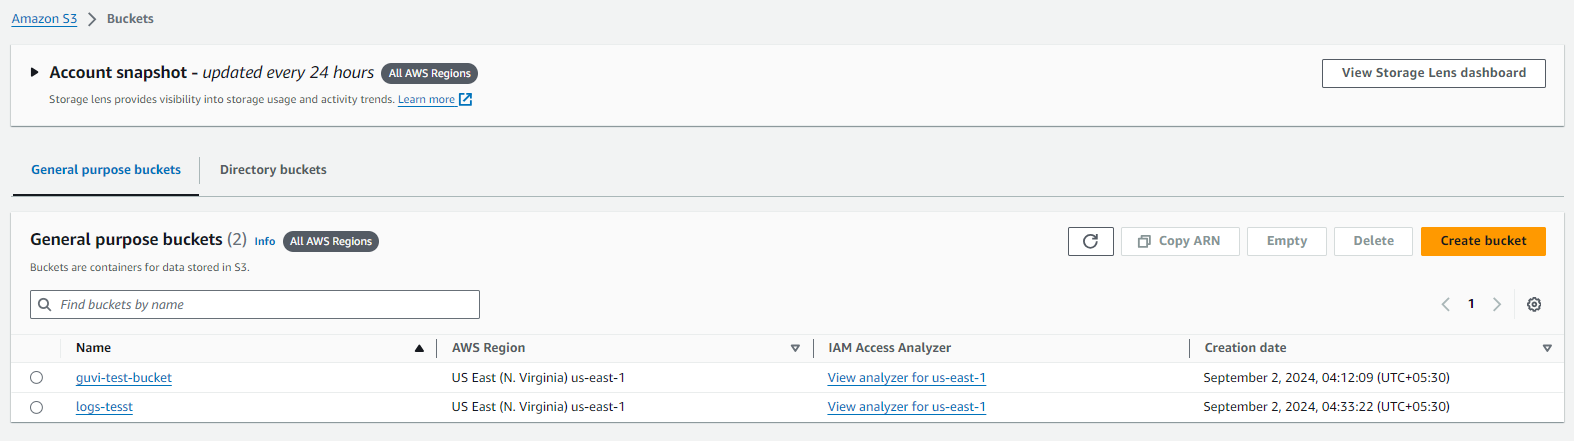 Amazon S3 > Buckets
Account snapshot - updated every 24 hours All AWS Regions
View Storage Lens dashboard
Storage lens provides visibility into storage usage and activity trends. Learn more
General purpose buckets
Directory buckets
General purpose buckets (2) Info All AWS Regions
Copy ARN
Empty
Delete
Create bucket
Buckets are containers for data stored in S3.
Find buckets by name
1
Name AWS Region IAM Access Analyzer Creation date
guvi-test-bucket US East (N. Virginia) us-east-1 View analyzer for us-east-1 September 2, 2024, 04:12:09 (UTC+05:30)
logs-tesst US East (N. Virginia) us-east-1 View analyzer for us-east-1 September 2, 2024, 04:33:22 (UTC+05:30)